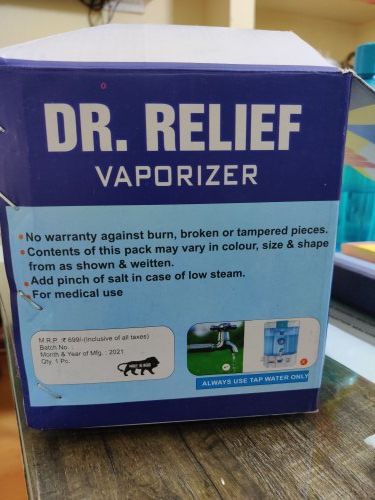 DR. RELIEF
VAPORIZER
No warranty against burn, broken or tampered pieces.
Contents of this pack may vary in colour, size & shape
from as shown & weitten.
Add pinch of salt in case of low steam.
For medical use
M.R.P. :₹ 699/-(Inclusive of all taxes)
Batch No. :
Month & Year of Mfg. : 2021
Qty. 1 Pc.
MAKE IN INDIA
ALWAYS USE TAP WATER ONLY